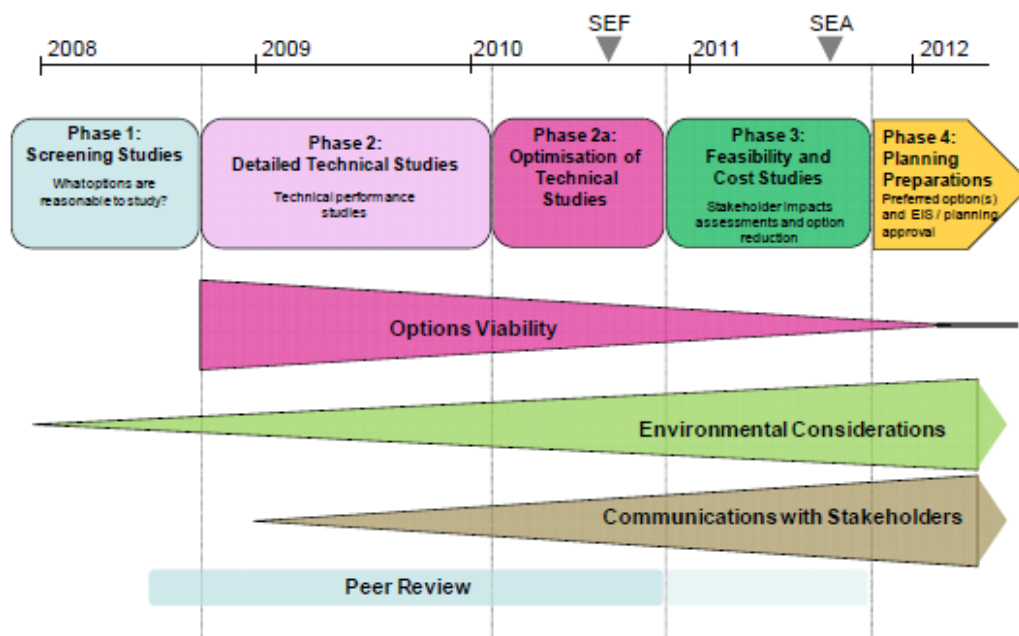 SEF
SEA
2008
2009
2010
2011
2012
Phase 1:
Screening Studies
What options are
reasonable to study?
Phase 2:
Detailed Technical Studies
Technical performance
studies
Phase 2a:
Optimisation of
Technical
Studies
Phase 3:
Feasibility and
Cost Studies
Stakeholder impacts
assessments and option
reduction
Phase 4:
Planning
Preparations
Preferred option(s)
and EIS / planning
approval
Options Viability
Environmental Considerations
Communications with Stakeholders
Peer Review